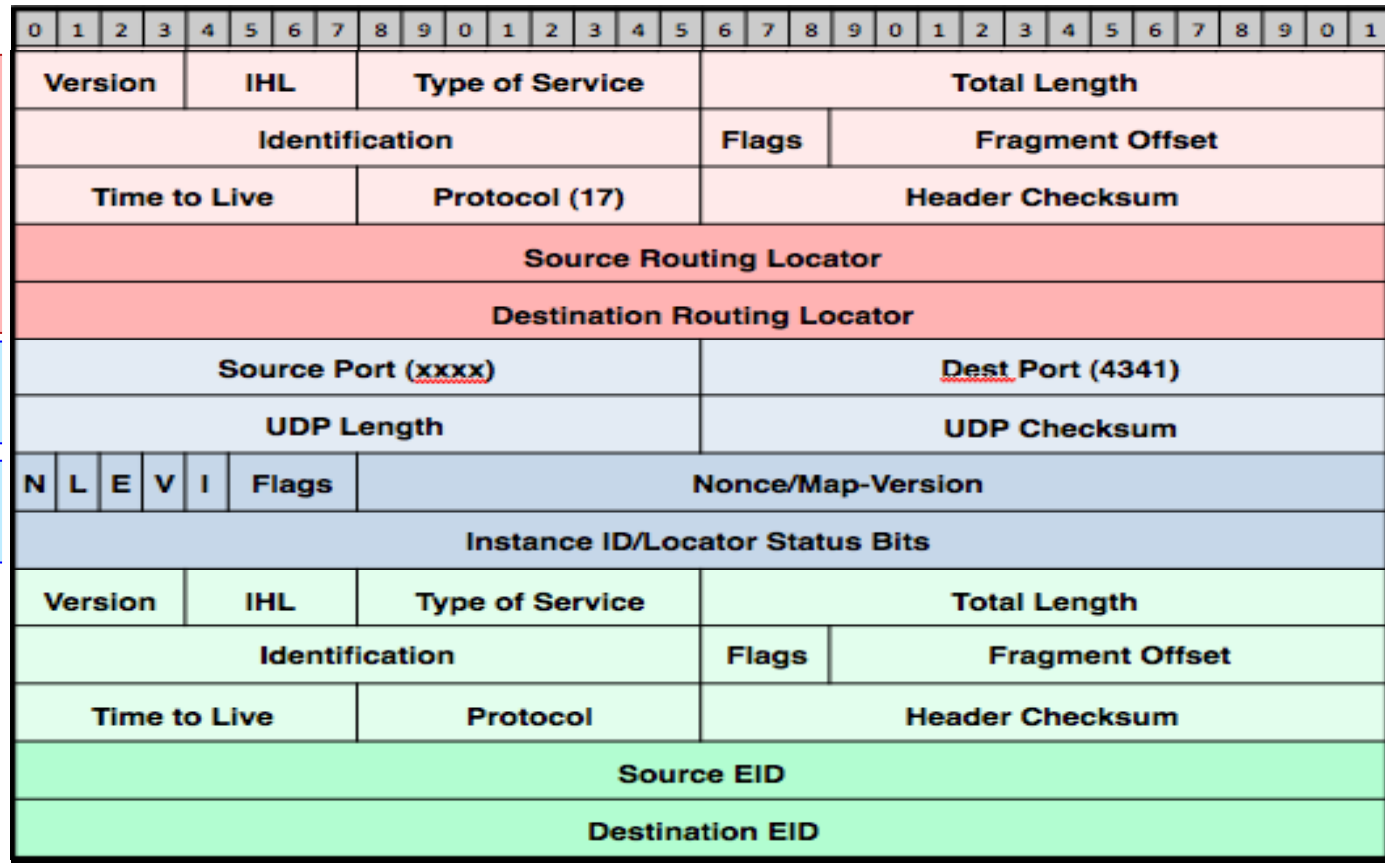 0 1 2 3 4 5 6 7 8 9 0 1 2 3 4 5 6 7 8 9 0 1 2 3 4 5 6 7 8 9 0 1
Version IHL Type of Service Total Length
Identification Flags Fragment Offset
Time to Live Protocol (17) Header Checksum
Source Routing Locator
Destination Routing Locator
Source Port (xxxx) Dest Port (4341)
UDP Length UDP Checksum
N L E V I Flags Nonce/Map-Version
Instance ID/Locator Status Bits
Version IHL Type of Service Total Length
Identification Flags Fragment Offset
Time to Live Protocol Header Checksum
Source EID
Destination EID